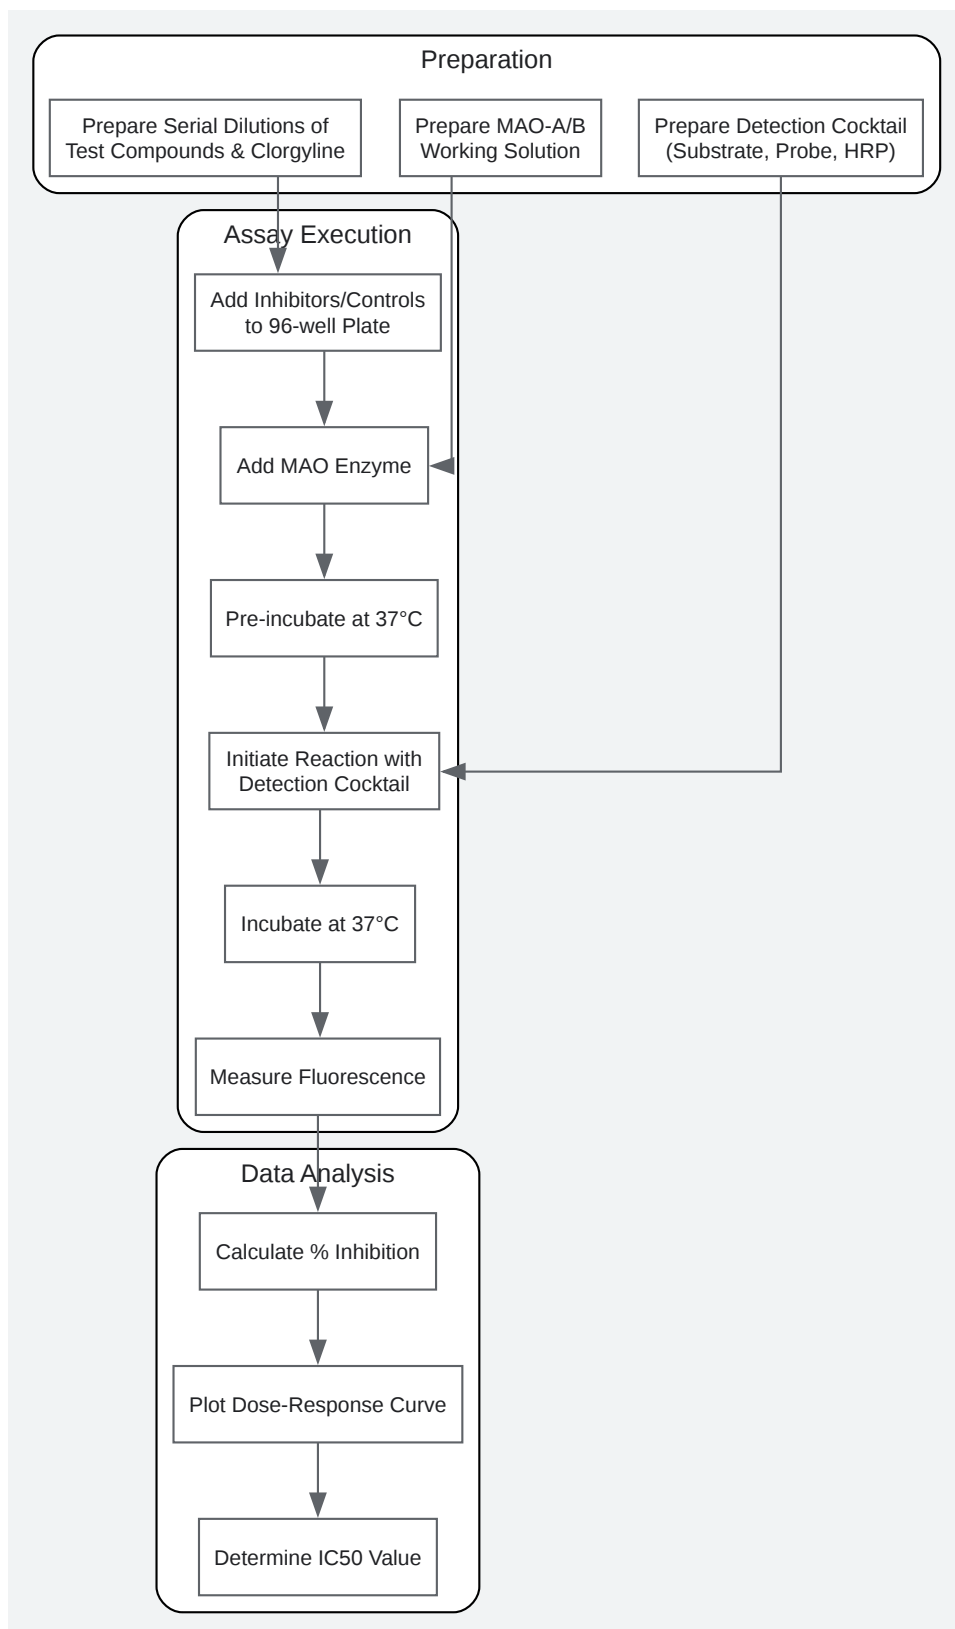 Preparation
Prepare Serial Dilutions of
Test Compounds & Clorgyline
Prepare MAO-A/B
Working Solution
Prepare Detection Cocktail
(Substrate, Probe, HRP)
Assay Execution
Add Inhibitors/Controls
to 96-well Plate
Add MAO Enzyme
Pre-incubate at 37°C
Initiate Reaction with
Detection Cocktail
Incubate at 37°C
Measure Fluorescence
Data Analysis
Calculate % Inhibition
Plot Dose-Response Curve
Determine IC50 Value